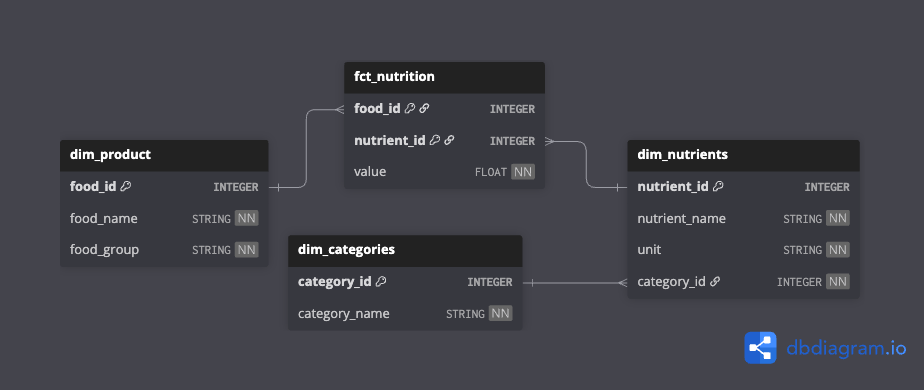 fct_nutrition
food_id INTEGER
nutrient_id INTEGER
value FLOAT NN
dim_product
food_id INTEGER
food_name STRING NN
food_group STRING NN
dim_nutrients
nutrient_id INTEGER
nutrient_name STRING NN
unit STRING NN
category_id INTEGER NN
dim_categories
category_id INTEGER
category_name STRING NN
dbdiagram.io